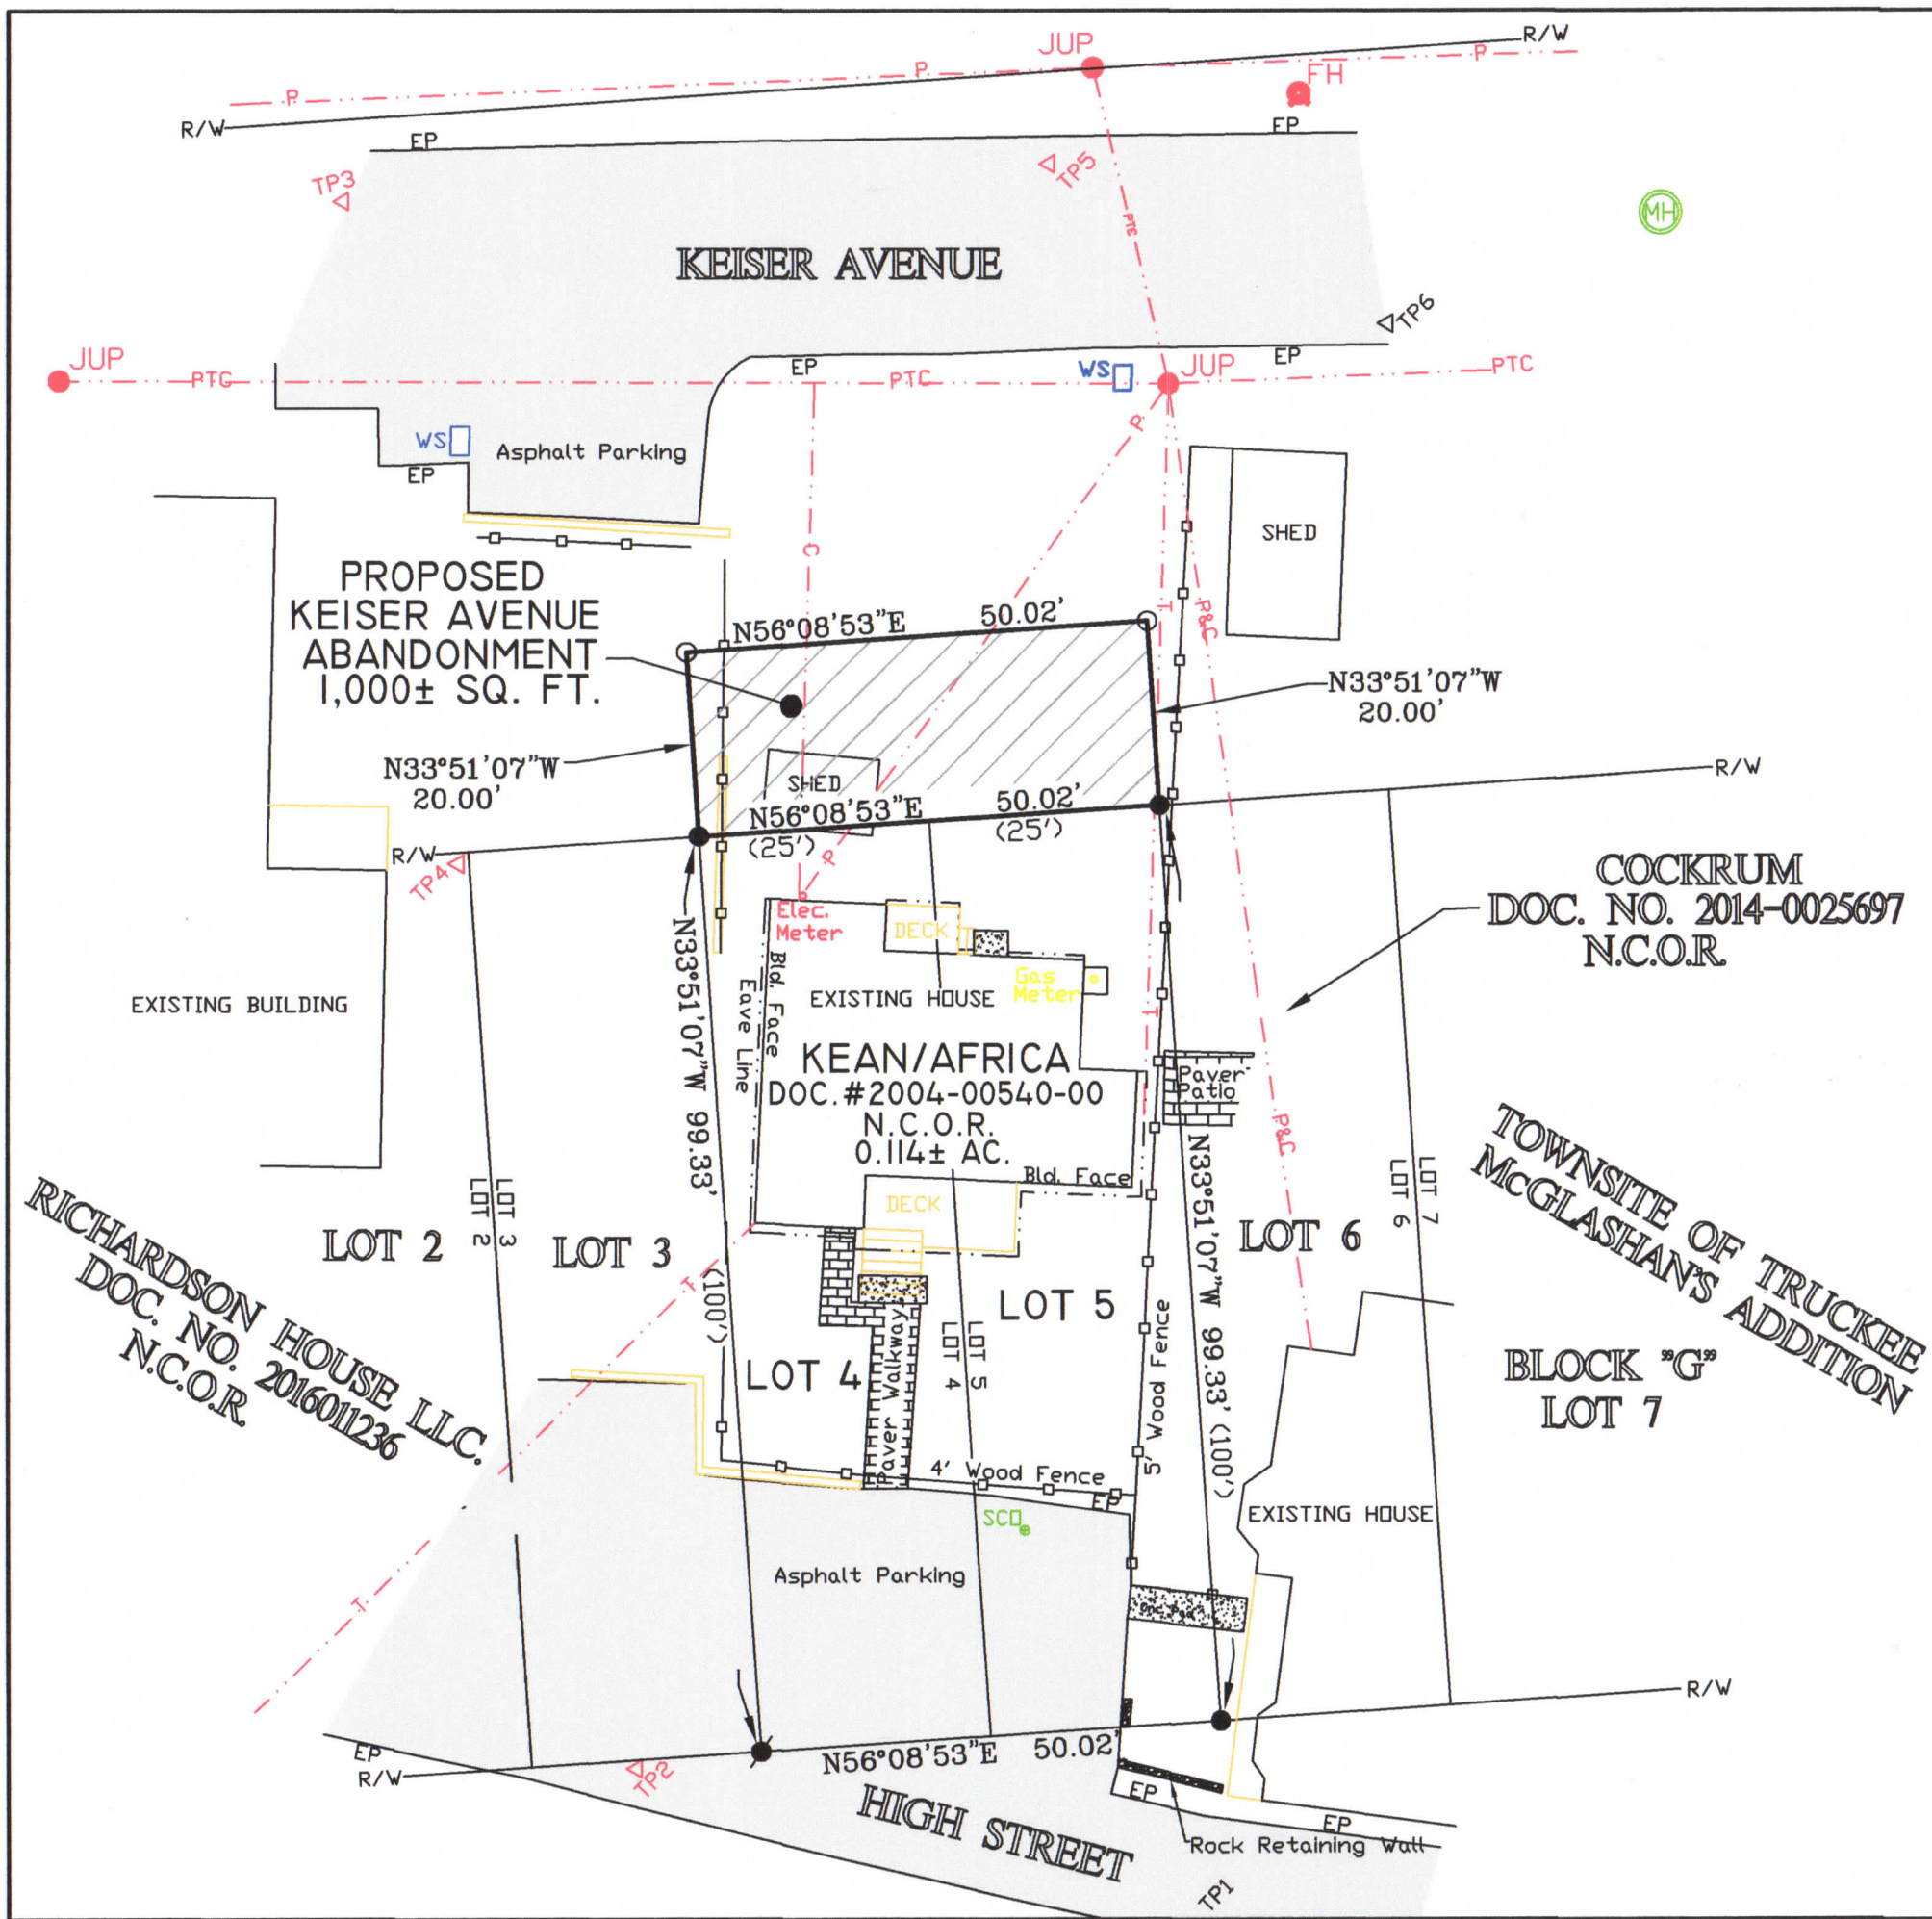 JUP
R/W
P
P
P
FH
R/W
EP
EP
TP3
TP5
PTC
MH
KEISER AVENUE
TP6
JUP
PTC
EP
PTC
WS
JUP
EP
PTC
WS
Asphalt Parking
EP
P
SHED
C
PROPOSED
KEISER AVENUE
ABANDONMENT
1,000± SQ. FT.
N56°08'53"E 50.02'
T
P&C
N33°51'07"W
20.00'
N33°51'07"W
20.00'
SHED
N56°08'53"E 50.02'
(25')
(25')
R/W
R/W
TP4
P
COCKRUM
DOC. NO. 2014-0025697
N.C.O.R.
Elec.
Meter
DECK
Gas
Meter
EXISTING BUILDING
EXISTING HOUSE
Bld. Face
Eave Line
N33°51'07"W 99.33'
(100')
T
KEAN/AFRICA
DOC.#2004-00540-00
N.C.O.R.
0.114± AC.
Paver
Patio
P&C
Bld. Face
DECK
N33°51'07"W 99.33' (100')
LOT 7
LOT 6
TOWNSITE OF TRUCKEE
McGLASHAN'S ADDITION
LOT 3
LOT 2
RICHARDSON HOUSE LLC.
DOC. NO. 2016011236
N.C.O.R.
LOT 2
LOT 3
LOT 6
T
LOT 5
LOT 5
LOT 4
LOT 4
Paver Walkway
5' Wood Fence
BLOCK "G"
LOT 7
4' Wood Fence
EP
SCO
EXISTING HOUSE
Asphalt Parking
T
R/W
EP
R/W
TP2
N56°08'53"E 50.02'
HIGH STREET
EP
EP
Rock Retaining Wall
TP1